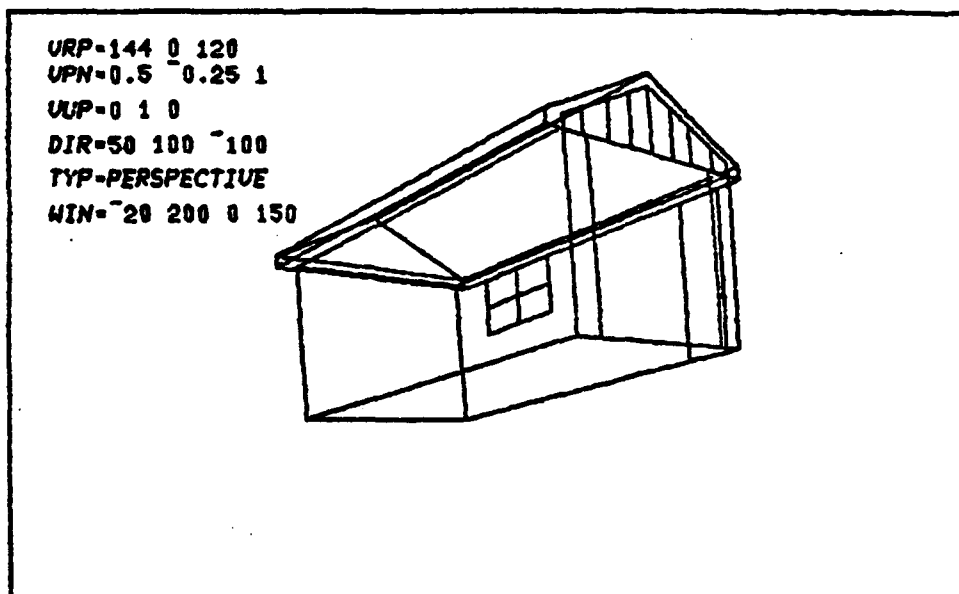 VRP=144 0 120
VPN=0.5 ¯0.25 1
VUP=0 1 0
DIR=50 100 ¯100
TYP=PERSPECTIVE
WIN=¯20 200 0 150